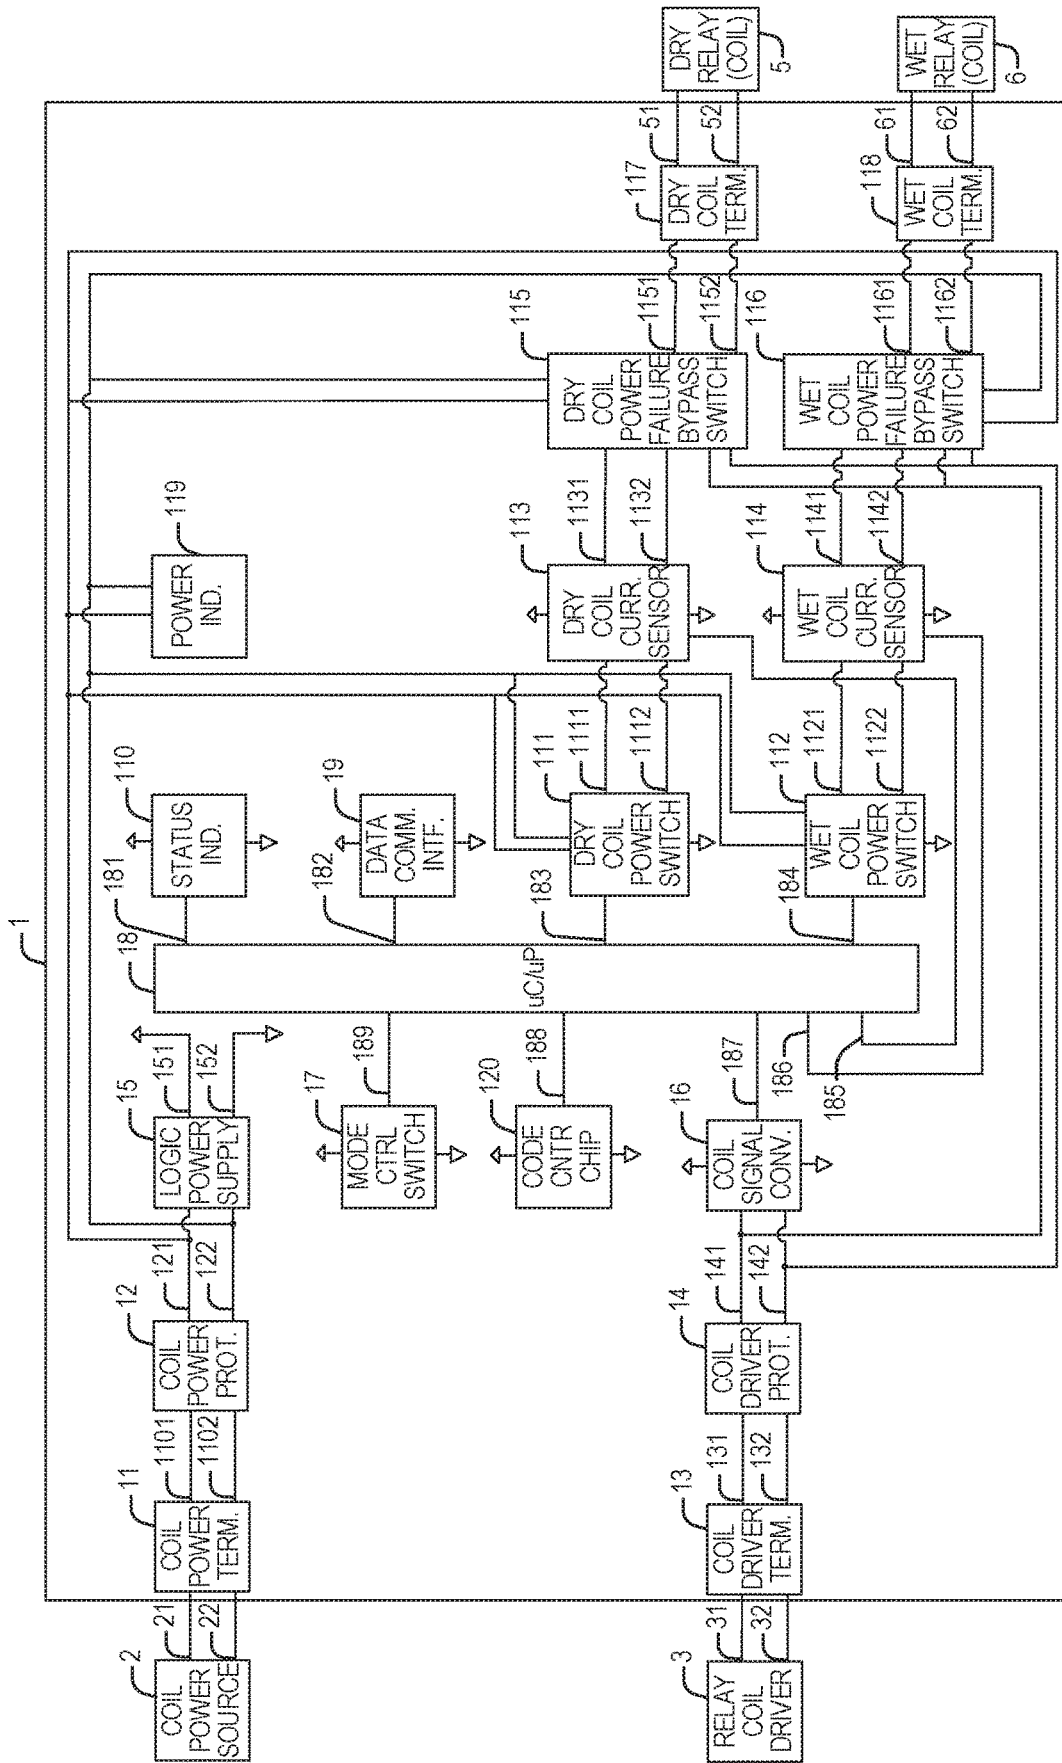 1
2
COIL
POWER
SOURCE
21
22
11
COIL
POWER
TERM.
1101
1102
12
COIL
POWER
PROT.
121
122
15
LOGIC
POWER
SUPPLY
151
152
17
MODE
CTRL
SWITCH
189
120
CODE
CNTR
CHIP
188
3
RELAY
COIL
DRIVER
31
32
13
COIL
DRIVER
TERM.
131
132
14
COIL
DRIVER
PROT.
141
142
16
COIL
SIGNAL
CONV.
187
186
185
18
uC/uP
181
182
183
184
110
STATUS
IND.
19
DATA
COMM.
INTF.
111
DRY
COIL
POWER
SWITCH
1111
1112
112
WET
COIL
POWER
SWITCH
1121
1122
119
POWER
IND.
113
DRY
COIL
CURR.
SENSOR
1131
1132
114
WET
COIL
CURR.
SENSOR
1141
1142
115
DRY
COIL
POWER
FAILURE
BYPASS
SWITCH
1151
1152
116
WET
COIL
POWER
FAILURE
BYPASS
SWITCH
1161
1162
117
DRY
COIL
TERM.
51
52
118
WET
COIL
TERM.
61
62
DRY
RELAY
(COIL)
5
WET
RELAY
(COIL)
6